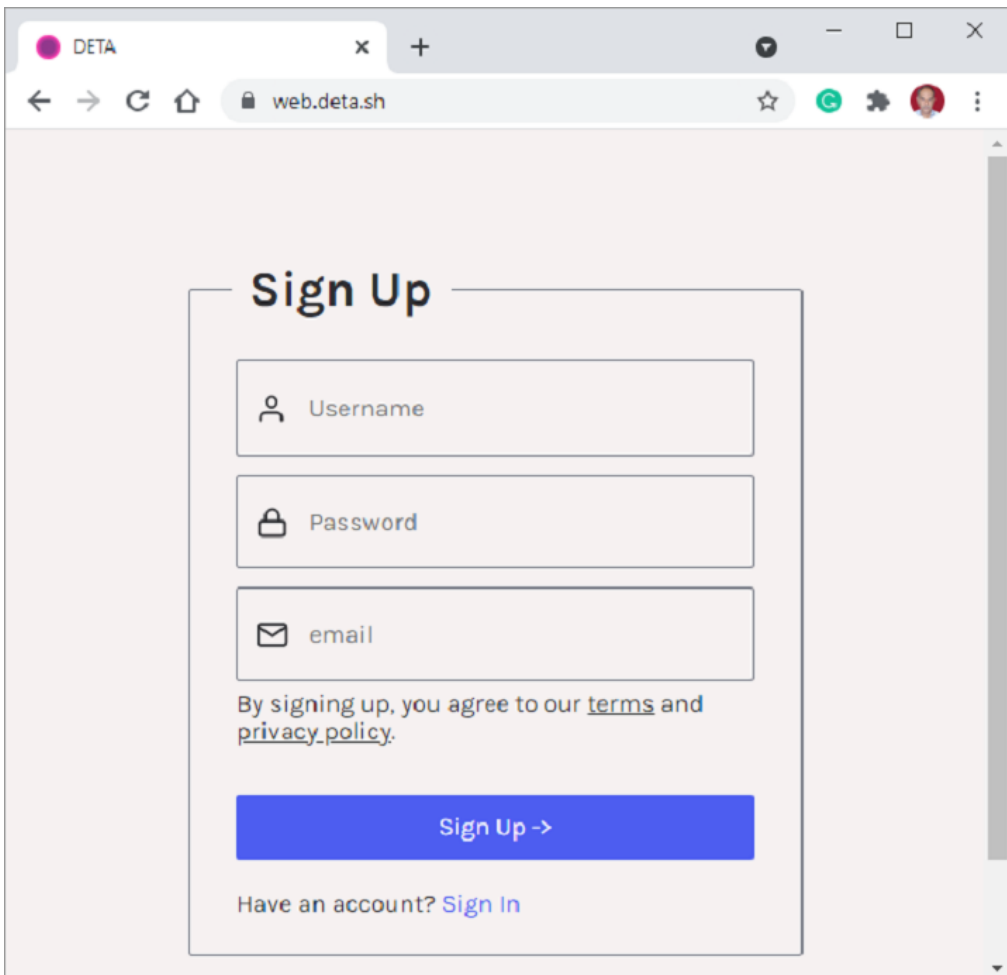 DETA
web.deta.sh
Sign Up
Username
Password
email
By signing up, you agree to our terms and
privacy policy.
Sign Up ->
Have an account? Sign In